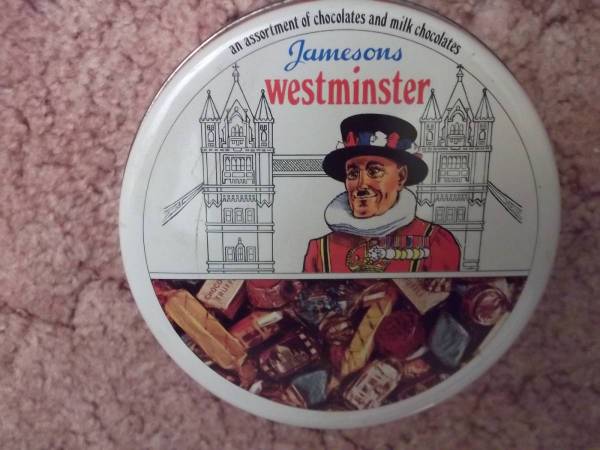 an assortment of chocolates and milk chocolates
Jamesons
westminster